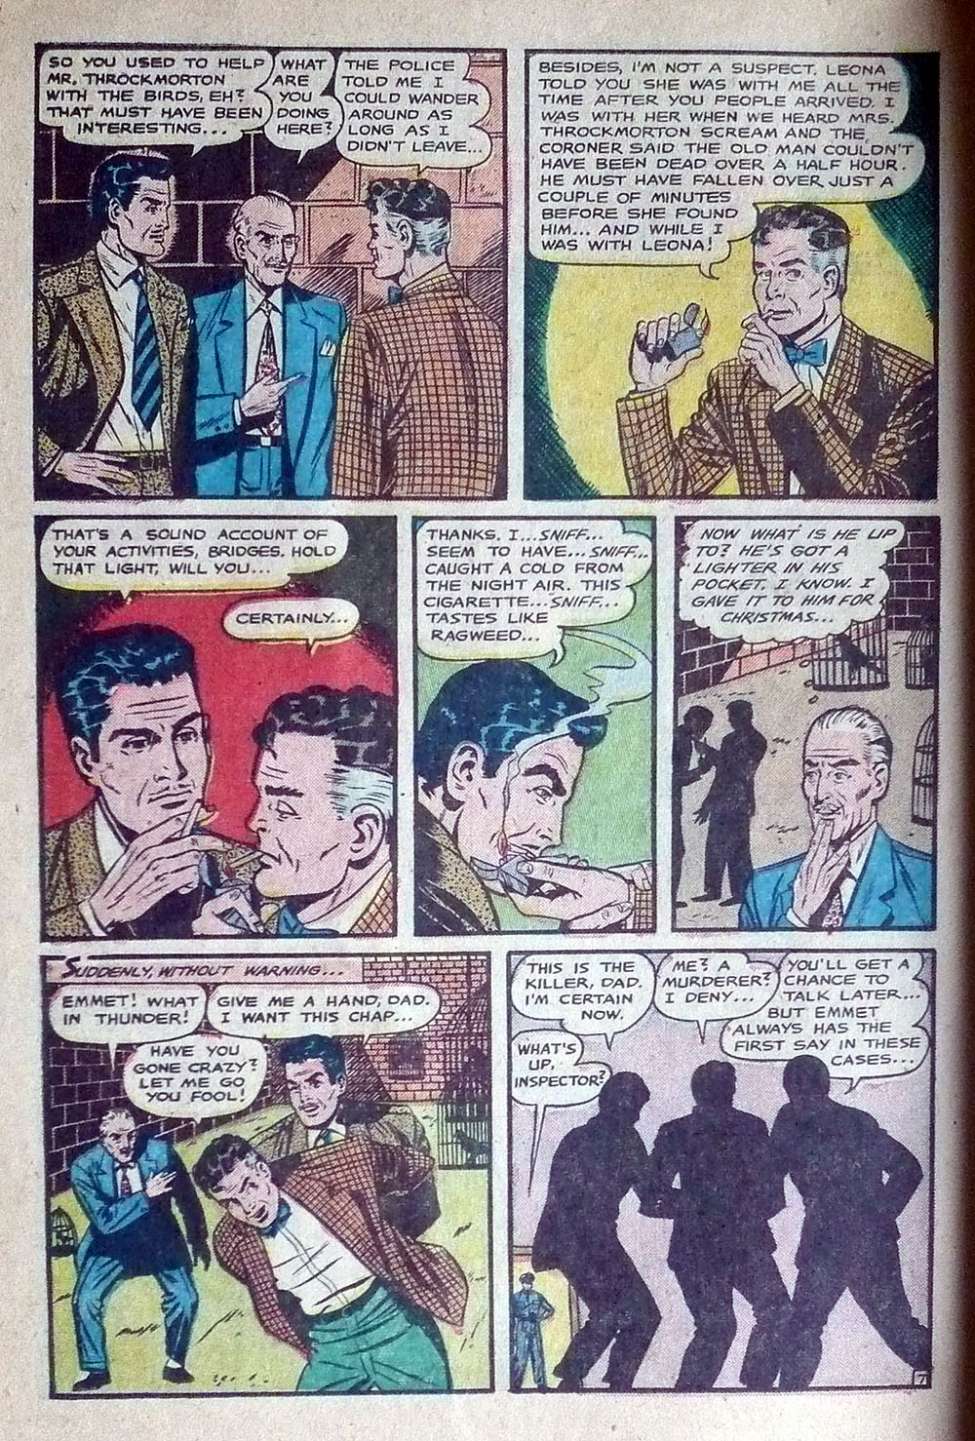 SO YOU USED TO HELP
MR. THROCKMORTON
WITH THE BIRDS, EH?
THAT MUST HAVE BEEN
INTERESTING...
WHAT
ARE
YOU
DOING
HERE?
THE POLICE
TOLD ME I
COULD WANDER
AROUND AS
LONG AS I
DIDN'T LEAVE...
BESIDES, I'M NOT A SUSPECT. LEONA
TOLD YOU SHE WAS WITH ME ALL THE
TIME AFTER YOU PEOPLE ARRIVED. I
WAS WITH HER WHEN WE HEARD MRS.
THROCKMORTON SCREAM AND THE
CORONER SAID THE OLD MAN COULDN'T
HAVE BEEN DEAD OVER A HALF HOUR.
HE MUST HAVE FALLEN OVER JUST A
COUPLE OF MINUTES
BEFORE SHE FOUND
HIM... AND WHILE I
WAS WITH LEONA!
THAT'S A SOUND ACCOUNT OF
YOUR ACTIVITIES, BRIDGES. HOLD
THAT LIGHT, WILL YOU...
CERTAINLY...
THANKS. I...SNIFF...
SEEM TO HAVE...SNIFF...
CAUGHT A COLD FROM
THE NIGHT AIR. THIS
CIGARETTE...SNIFF...
TASTES LIKE
RAGWEED...
NOW WHAT IS HE UP
TO? HE'S GOT A
LIGHTER IN HIS
POCKET. I KNOW. I
GAVE IT TO HIM FOR
CHRISTMAS...
SUDDENLY, WITHOUT WARNING...
EMMET! WHAT
IN THUNDER!
GIVE ME A HAND, DAD.
I WANT THIS CHAP...
HAVE YOU
GONE CRAZY?
LET ME GO
YOU FOOL!
THIS IS THE
KILLER, DAD.
I'M CERTAIN
NOW.
ME? A
MURDERER?
I DENY...
YOU'LL GET A
CHANCE TO
TALK LATER...
BUT EMMET
ALWAYS HAS THE
FIRST SAY IN THESE
CASES...
WHAT'S
UP,
INSPECTOR?
7